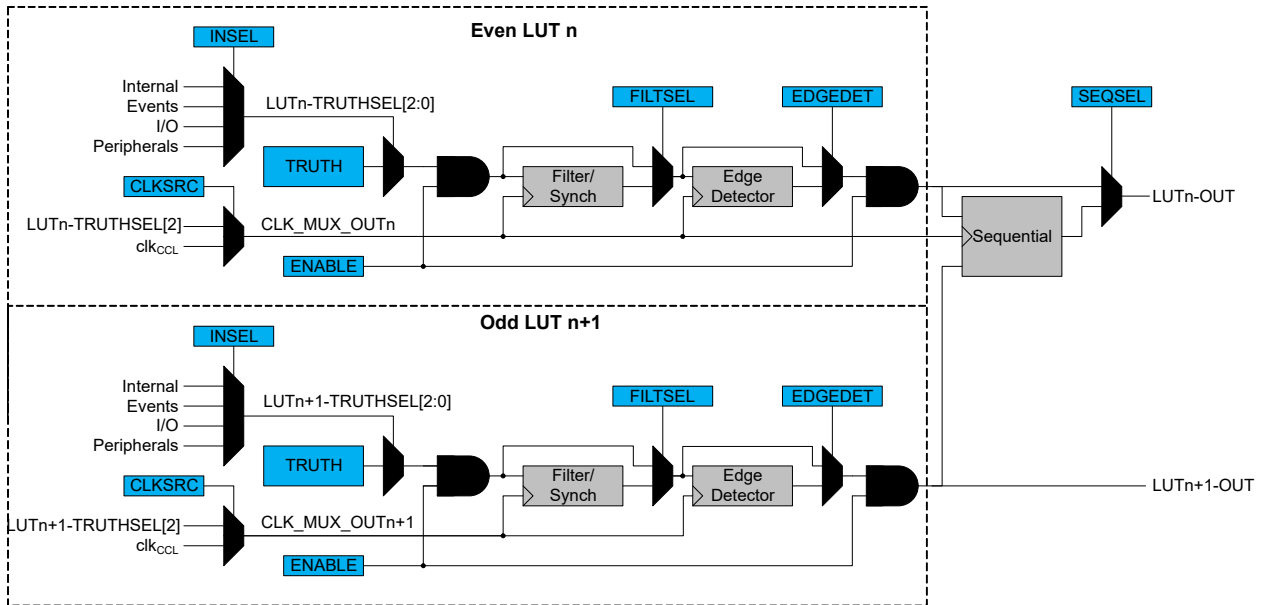 Even LUT n
INSEL
Internal
Events
I/O
Peripherals
LUTn-TRUTHSEL[2:0]
FILTSEL
EDGEDET
SEQSEL
TRUTH
Filter/
Synch
Edge
Detector
CLKSRC
LUTn-TRUTHSEL[2]
clkCCL
CLK_MUX_OUTn
ENABLE
Sequential
LUTn-OUT
Odd LUT n+1
INSEL
Internal
Events
I/O
Peripherals
LUTn+1-TRUTHSEL[2:0]
FILTSEL
EDGEDET
TRUTH
Filter/
Synch
Edge
Detector
CLKSRC
LUTn+1-TRUTHSEL[2]
clkCCL
CLK_MUX_OUTn+1
ENABLE
LUTn+1-OUT